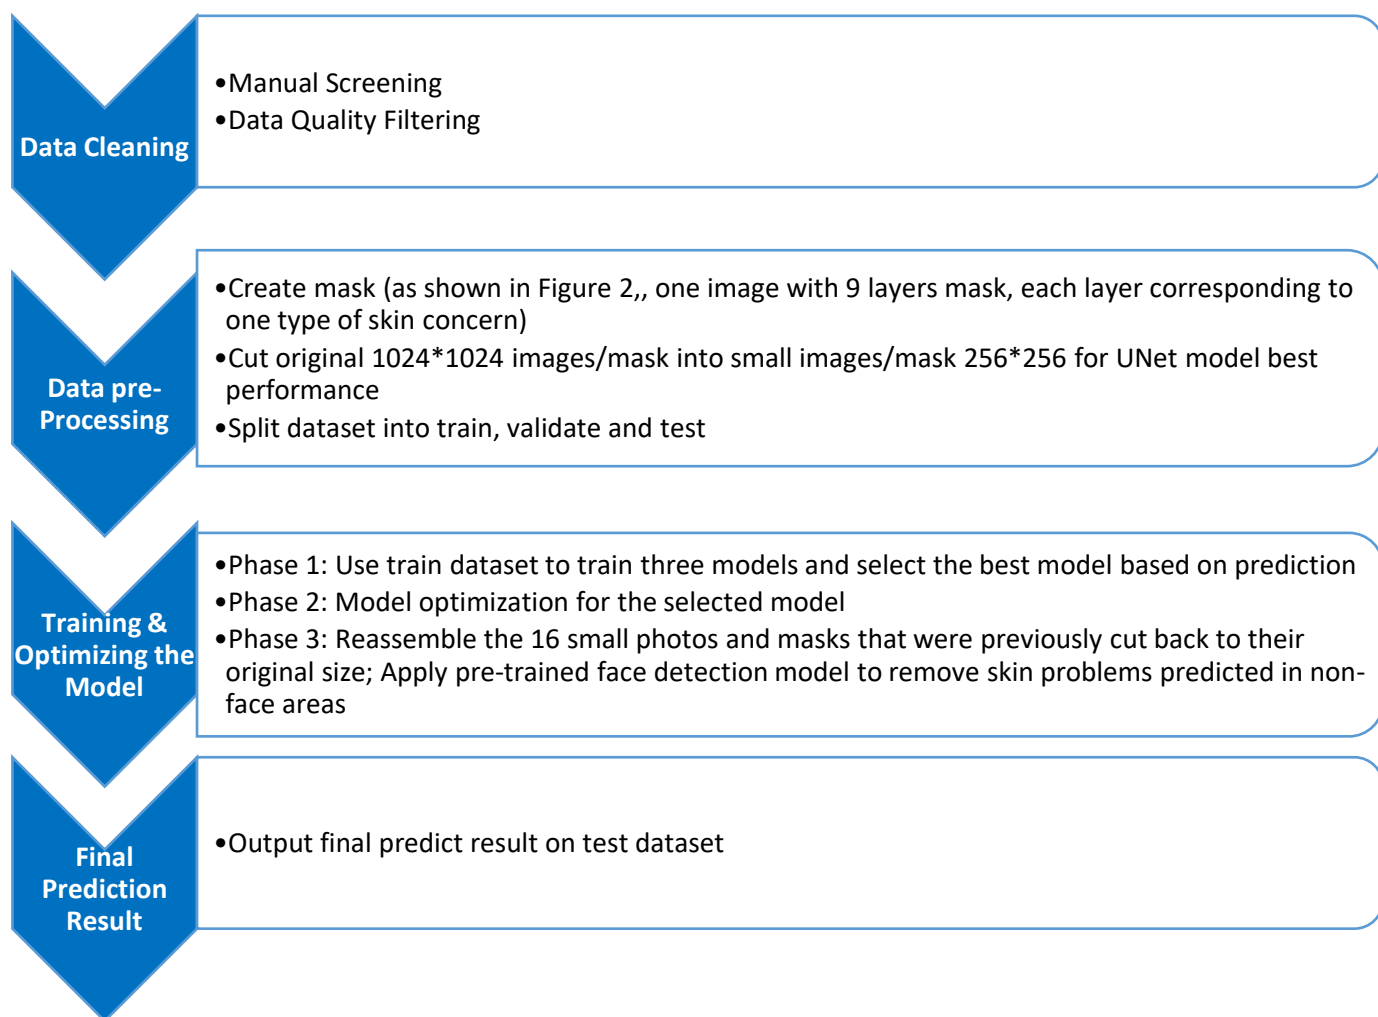 Data Cleaning
•Manual Screening
•Data Quality Filtering
Data pre-
Processing
•Create mask (as shown in Figure 2,, one image with 9 layers mask, each layer corresponding to
one type of skin concern)
•Cut original 1024*1024 images/mask into small images/mask 256*256 for UNet model best
performance
•Split dataset into train, validate and test
Training &
Optimizing the
Model
•Phase 1: Use train dataset to train three models and select the best model based on prediction
•Phase 2: Model optimization for the selected model
•Phase 3: Reassemble the 16 small photos and masks that were previously cut back to their
original size; Apply pre-trained face detection model to remove skin problems predicted in non-
face areas
Final
Prediction
Result
•Output final predict result on test dataset